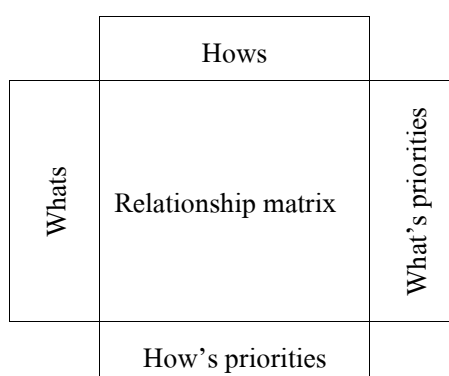 Hows
Whats
Relationship matrix
What’s priorities
How’s priorities